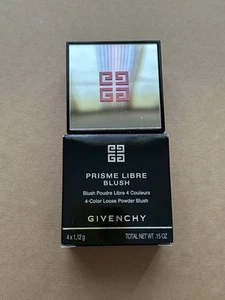 PRISME LIBRE
BLUSH
Blush Poudre Libre 4 Couleurs
4-Color Loose Powder Blush
GIVENCHY
4 x 1,12 g TOTAL NET WT .15 OZ